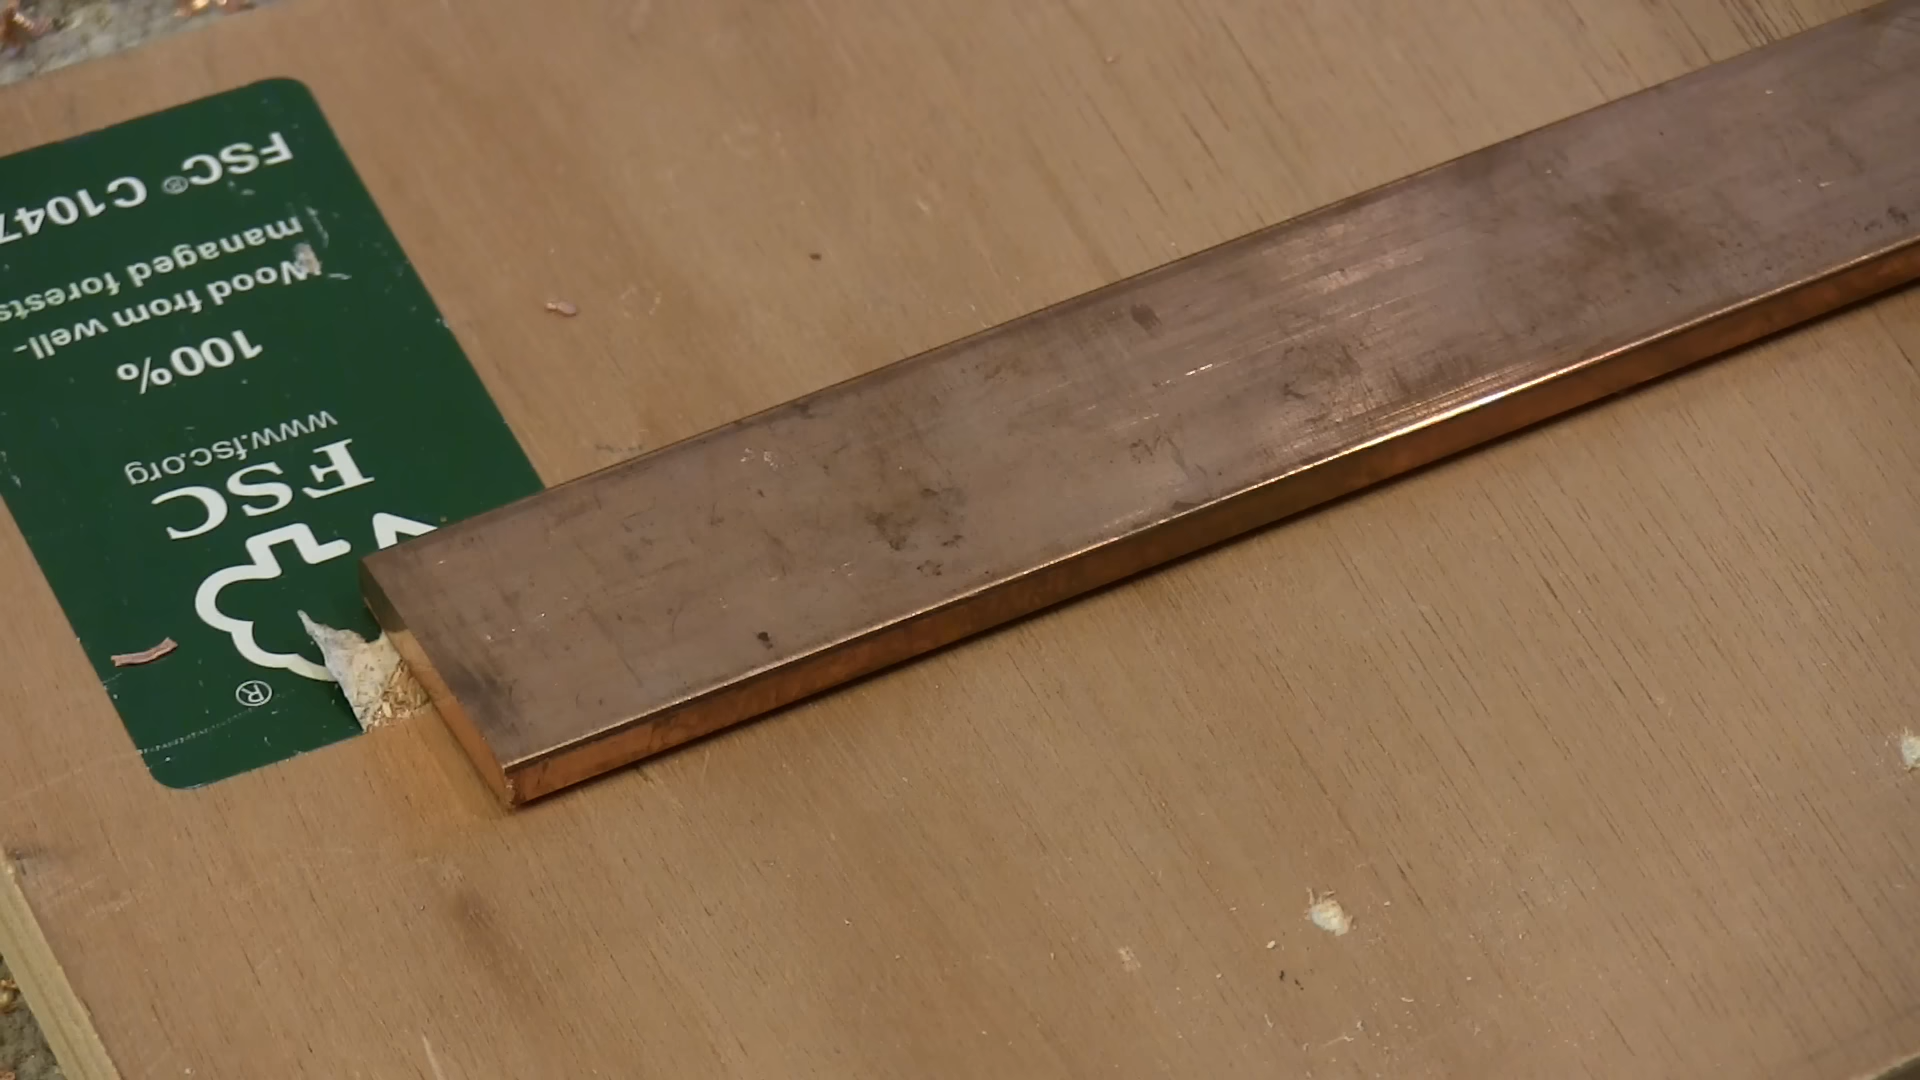 ®
FSC
www.fsc.org
100%
Wood from well-
managed forests
FSC® C1047